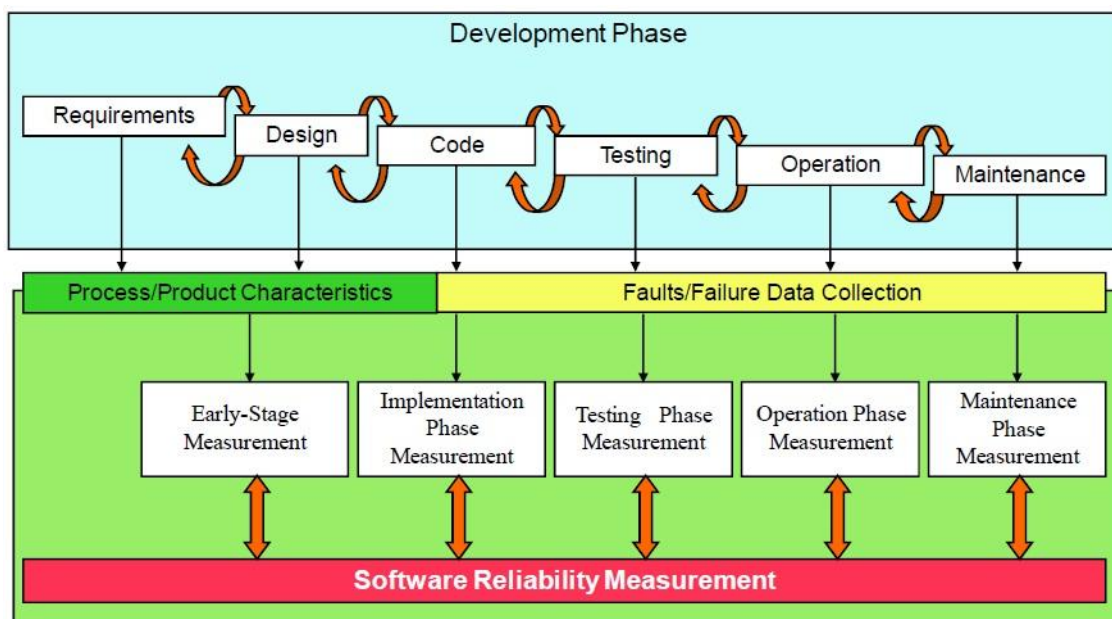 Development Phase
Requirements
Design
Code
Testing
Operation
Maintenance
Process/Product Characteristics
Faults/Failure Data Collection
Early-Stage
Measurement
Implementation
Phase
Measurement
Testing Phase
Measurement
Operation Phase
Measurement
Maintenance
Phase
Measurement
Software Reliability Measurement